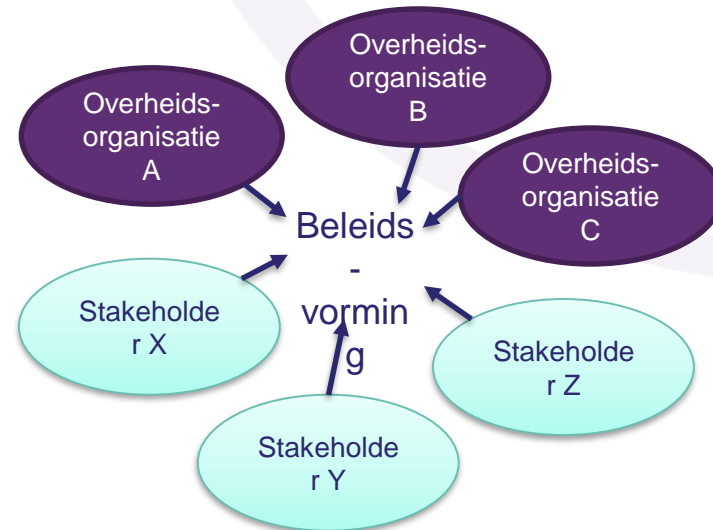 Overheids-
organisatie
A
Overheids-
organisatie
B
Overheids-
organisatie
C
Beleids
-
vormin
g
Stakeholde
r X
Stakeholde
r Y
Stakeholde
r Z